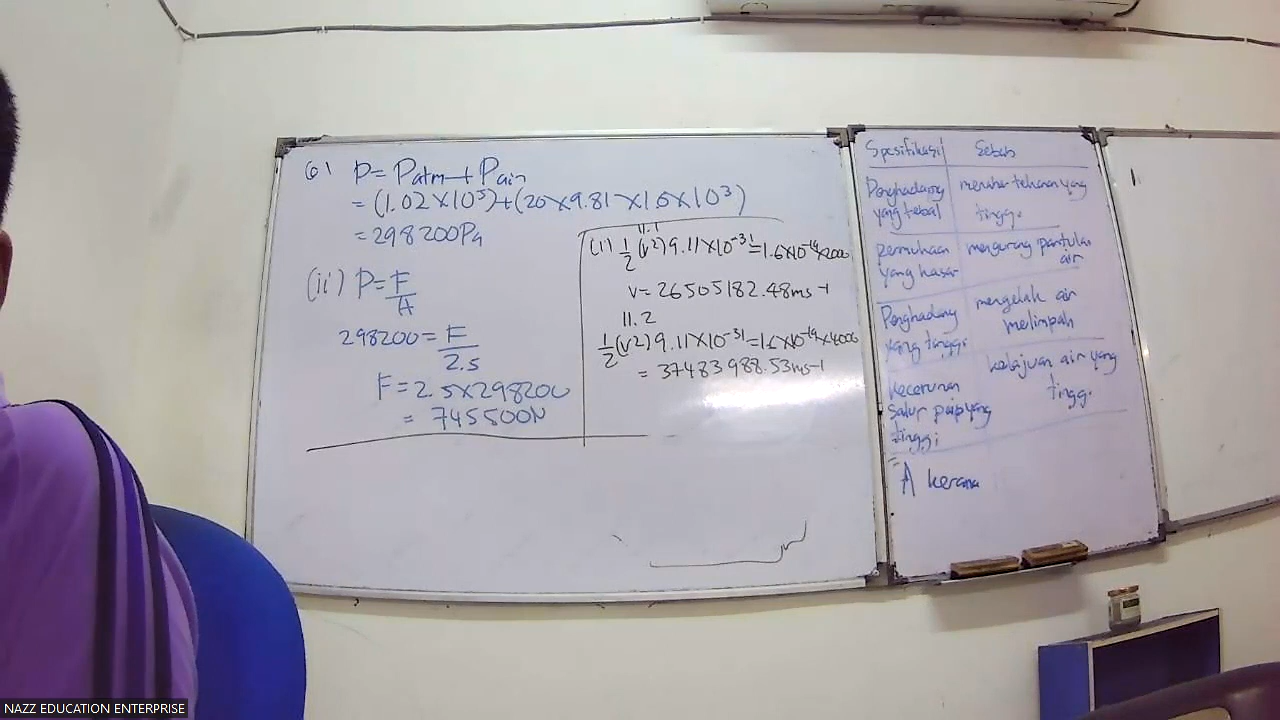 P = Patm + Pair
= (1.02×10⁵)+(20×9.81×10×10³)
= 298200Pa
(ii) P = F/A
298200 = F/2.5
F = 2.5×298200
= 745500N
11.1
(1) 1/2 (v2) 9.11×10⁻³¹ = 1.6×10⁻¹⁹×2000
v = 26505182.48ms-1
11.2
1/2 (v2) 9.11×10⁻³¹ = 1.6×10⁻¹⁹×4000
= 37483988.53ms-1
Spesifikasi Sebab
Penghadang yang tebal
menahan tekanan yang tinggi
permukaan yang kasar
mengurang pantulan air
Penghadang yang tinggi
mengelak air melimpah
kecerunan salur paip yang tinggi
kelajuan air yang tinggi
A kerana
NAZZ EDUCATION ENTERPRISE